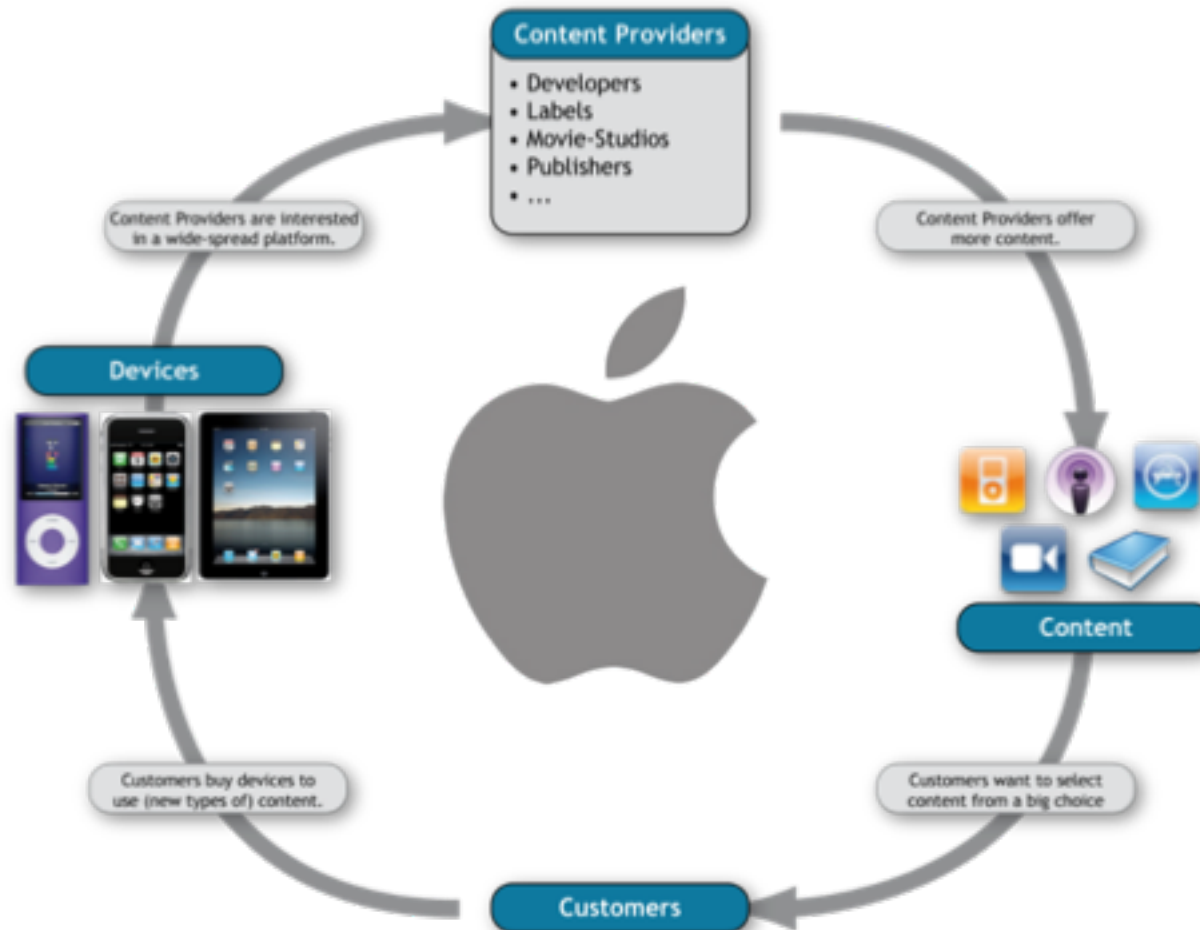 Content Providers
• Developers
• Labels
• Movie-Studios
• Publishers
• ...
Content Providers are interested
in a wide-spread platform.
Content Providers offer
more content.
Devices
Content
Customers buy devices to
use (new types of) content.
Customers want to select
content from a big choice
Customers